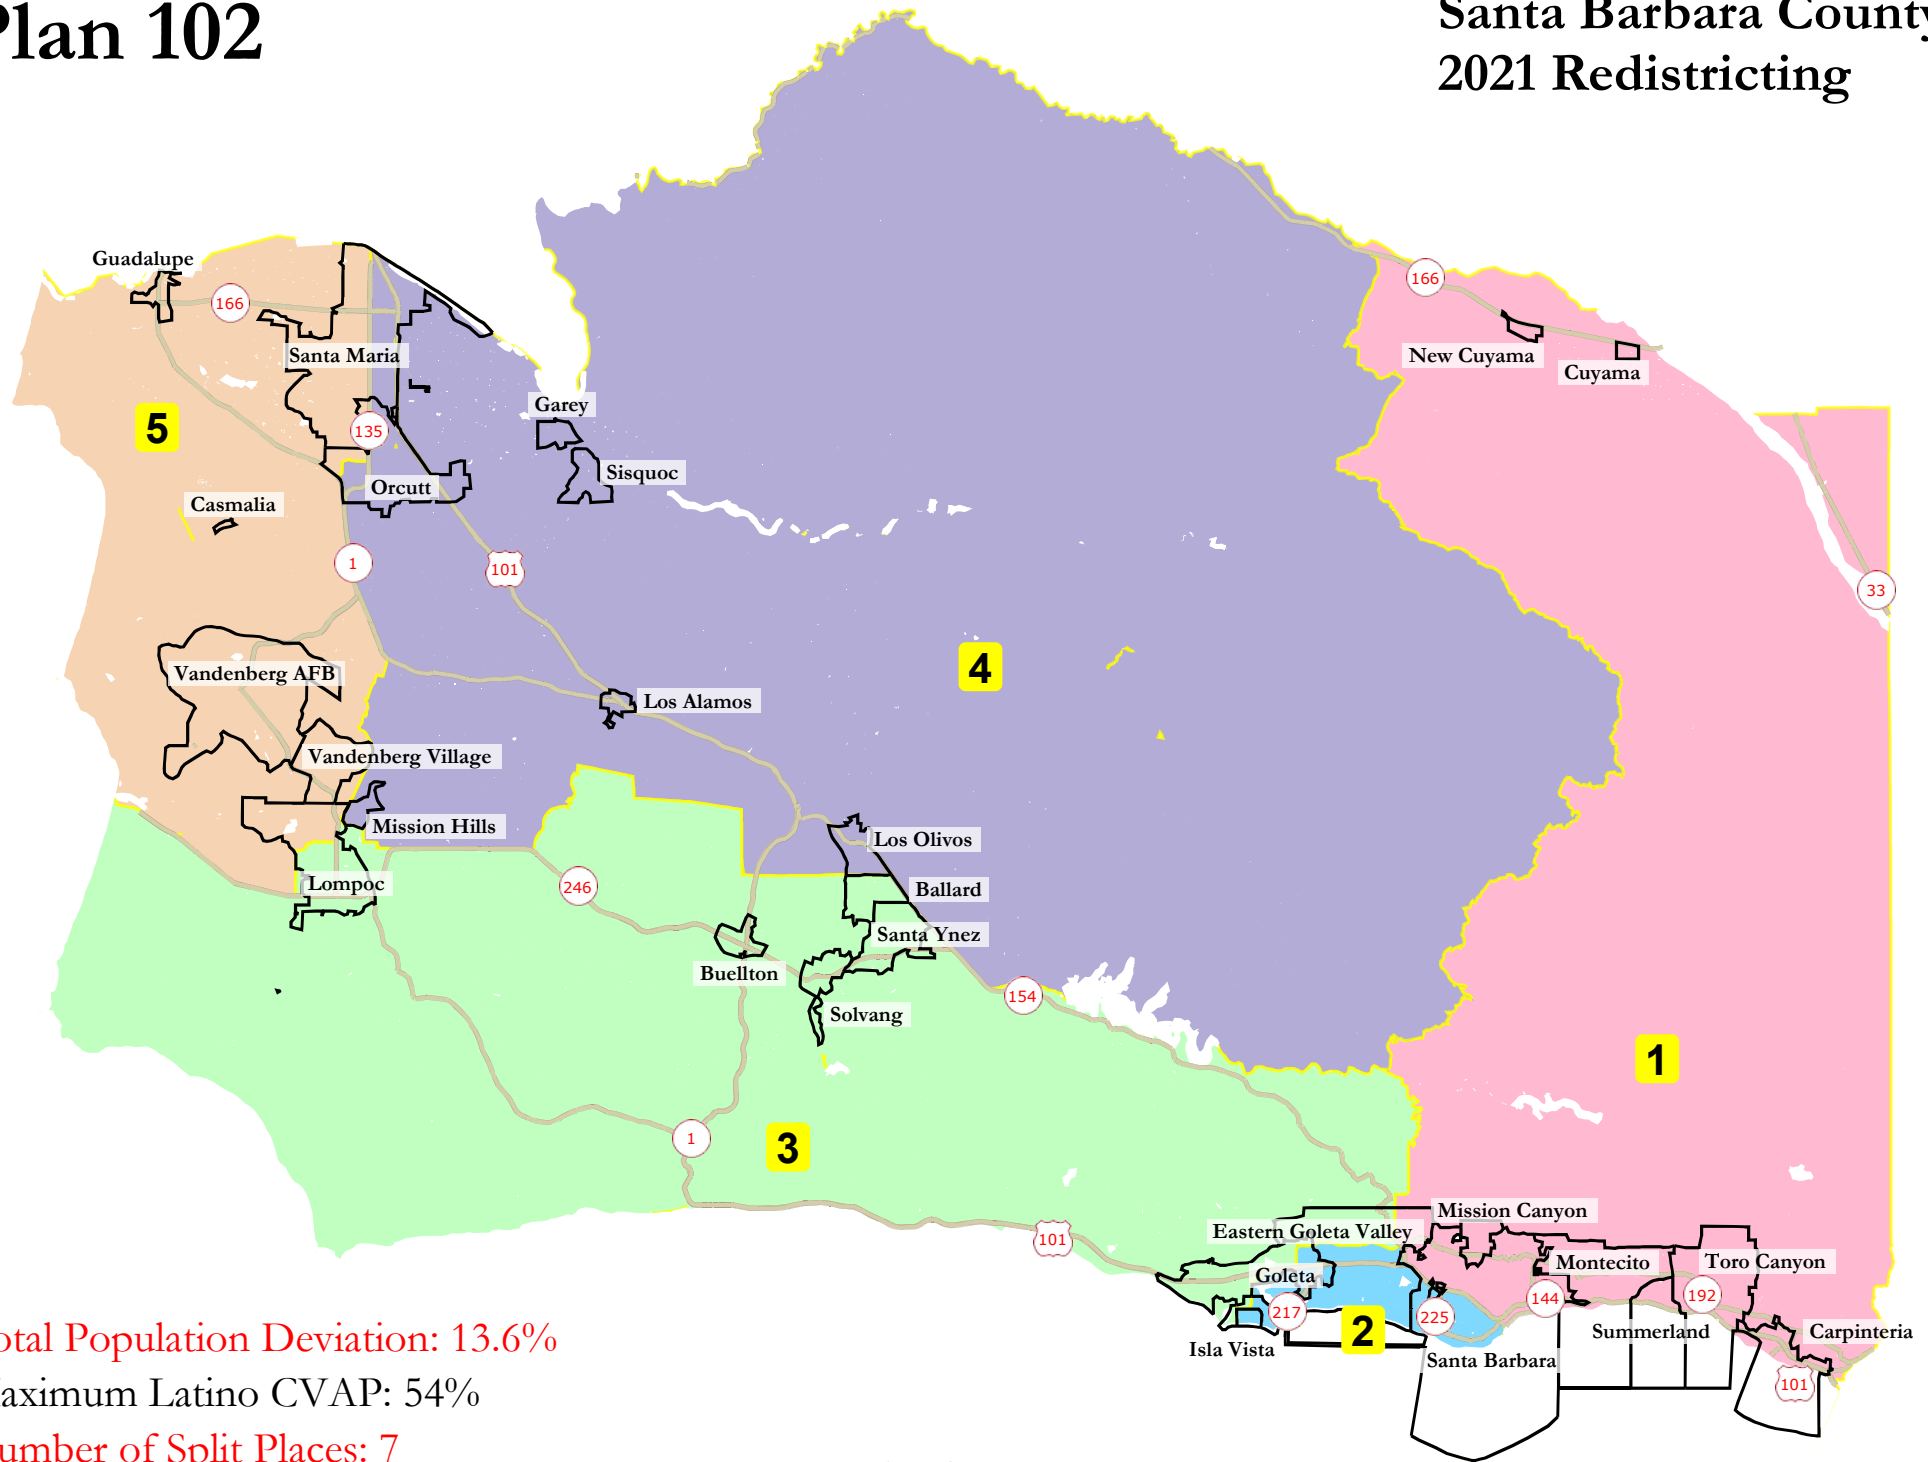 Plan 102
Santa Barbara County
2021 Redistricting
Guadalupe
166
Santa Maria
166
New Cuyama
Cuyama
5
135
Garey
Sisquoc
Orcutt
Casmalia
1
101
33
4
Vandenberg AFB
Los Alamos
Vandenberg Village
Mission Hills
Los Olivos
Lompoc
246
Ballard
Santa Ynez
Buellton
154
Solvang
1
1
3
Mission Canyon
Eastern Goleta Valley
101
Goleta
Montecito
Toro Canyon
217
2
225
144
192
Isla Vista
Summerland
Carpinteria
Santa Barbara
101
otal Population Deviation: 13.6%
aximum Latino CVAP: 54%
umber of Split Places: 7